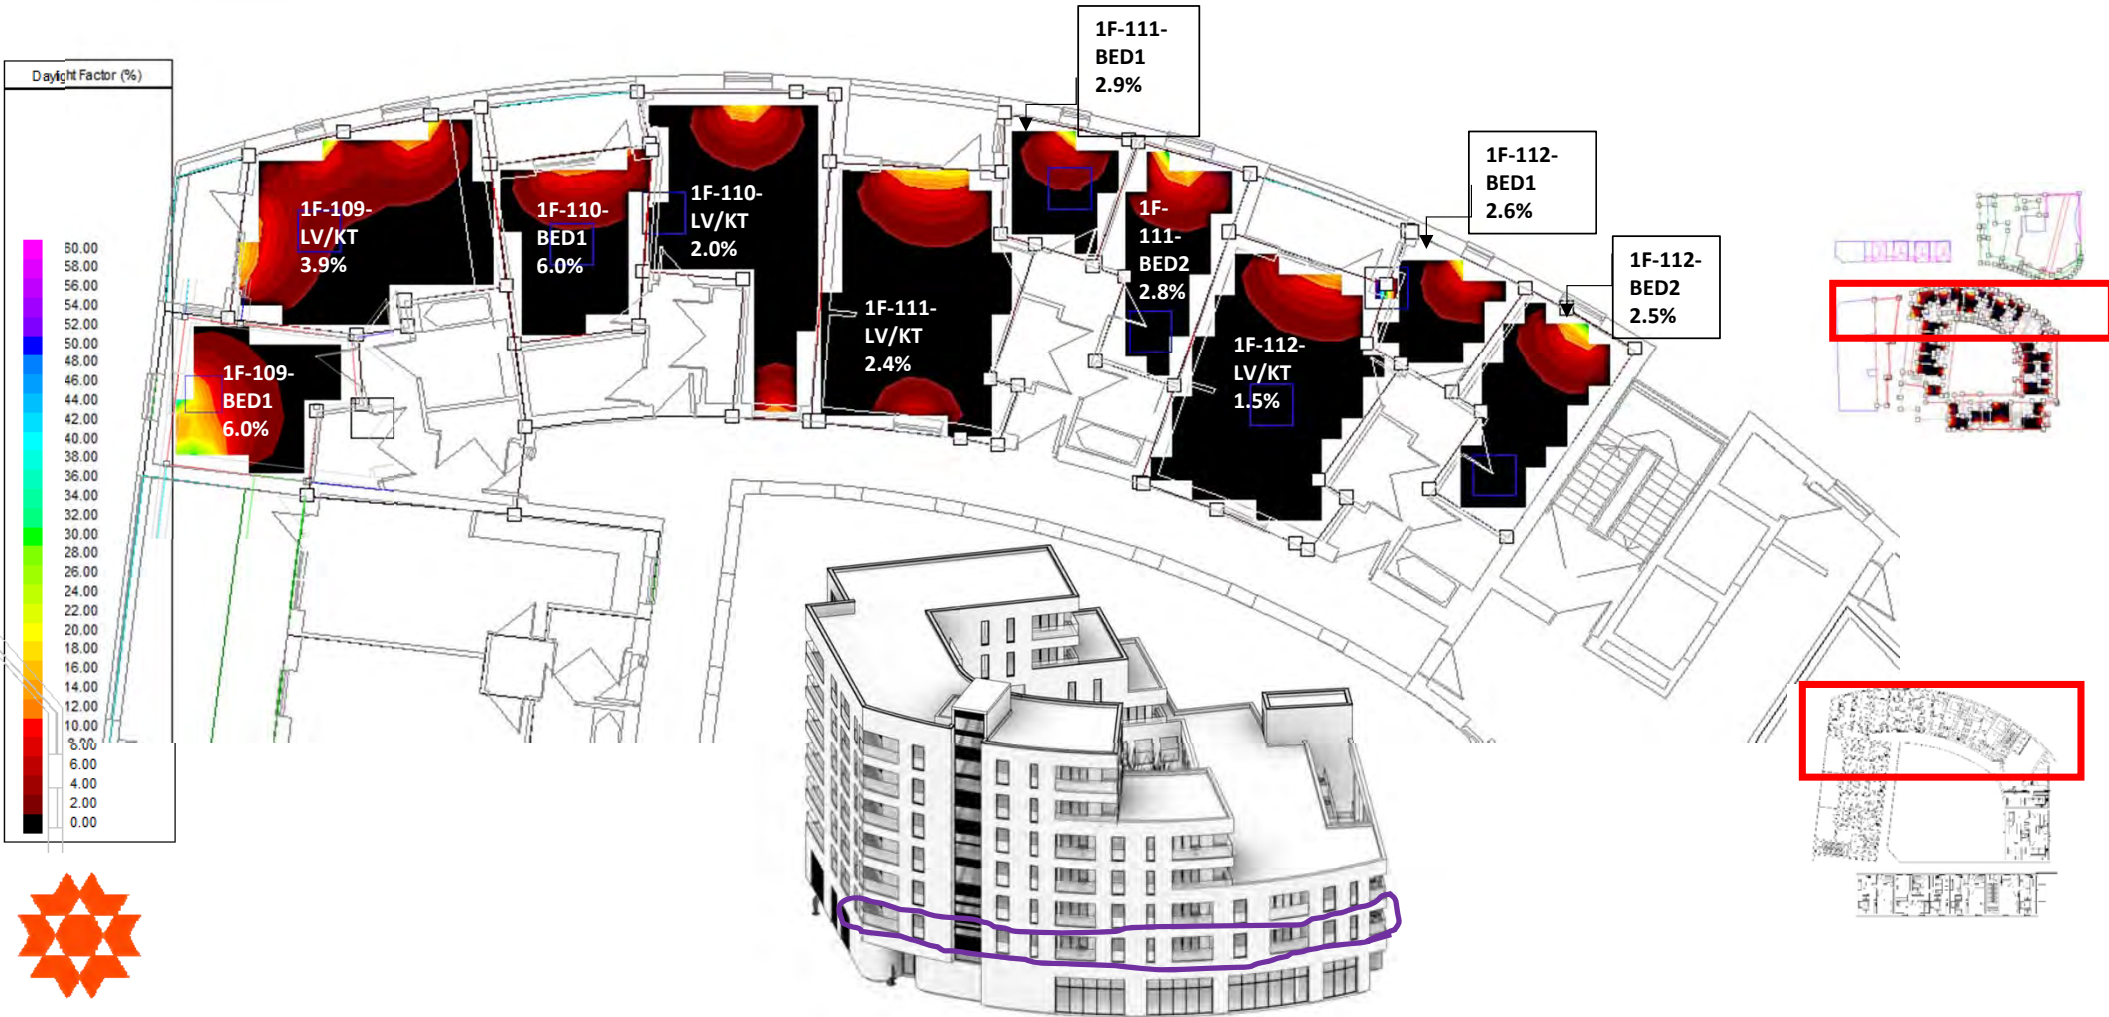 Daylight Factor (%)
60.00
58.00
56.00
54.00
52.00
50.00
48.00
46.00
44.00
42.00
40.00
38.00
36.00
34.00
32.00
30.00
28.00
26.00
24.00
22.00
20.00
18.00
16.00
14.00
12.00
10.00
8.00
6.00
4.00
2.00
0.00
1F-109-
LV/KT
3.9%
1F-109-
BED1
6.0%
1F-110-
BED1
6.0%
1F-110-
LV/KT
2.0%
1F-111-
LV/KT
2.4%
1F-111-
BED1
2.9%
1F-
111-
BED2
2.8%
1F-112-
LV/KT
1.5%
1F-112-
BED1
2.6%
1F-112-
BED2
2.5%